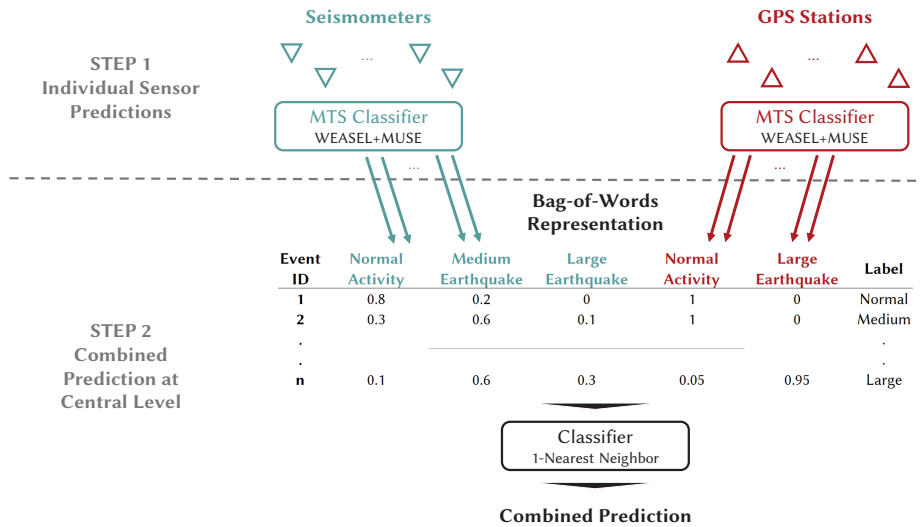 Seismometers
GPS Stations
STEP 1
Individual Sensor
Predictions
...
...
MTS Classifier
WEASEL+MUSE
MTS Classifier
WEASEL+MUSE
...
...
Bag-of-Words
Representation
Event ID Normal Activity Medium Earthquake Large Earthquake Normal Activity Large Earthquake Label
1 0.8 0.2 0 1 0 Normal
2 0.3 0.6 0.1 1 0 Medium
. .
. .
n 0.1 0.6 0.3 0.05 0.95 Large
STEP 2
Combined
Prediction at
Central Level
Classifier
1-Nearest Neighbor
Combined Prediction